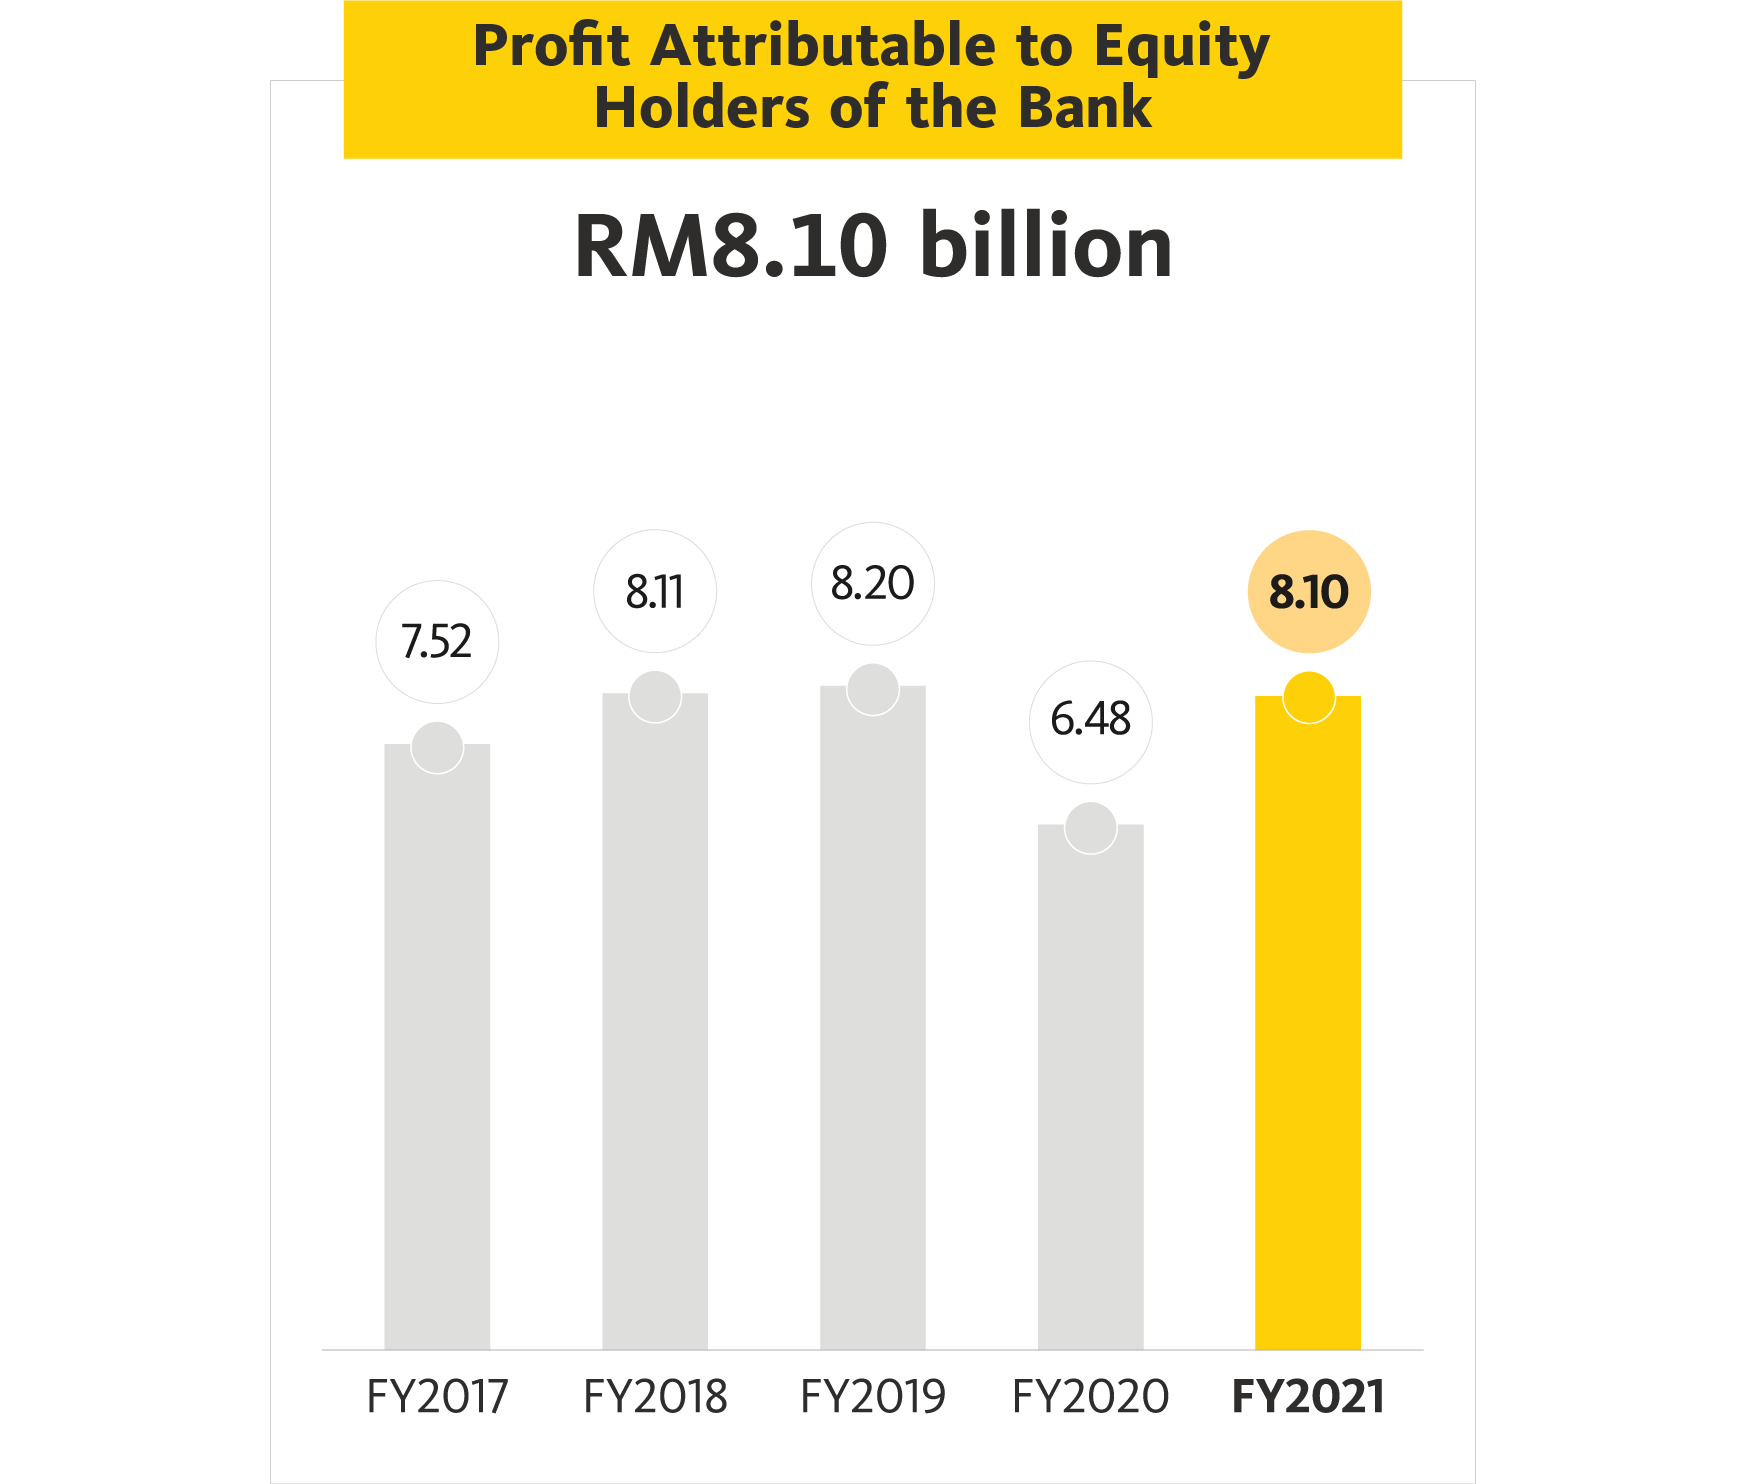 Profit Attributable to Equity
Holders of the Bank
RM8.10 billion
7.52
8.11
8.20
6.48
8.10
FY2017
FY2018
FY2019
FY2020
FY2021